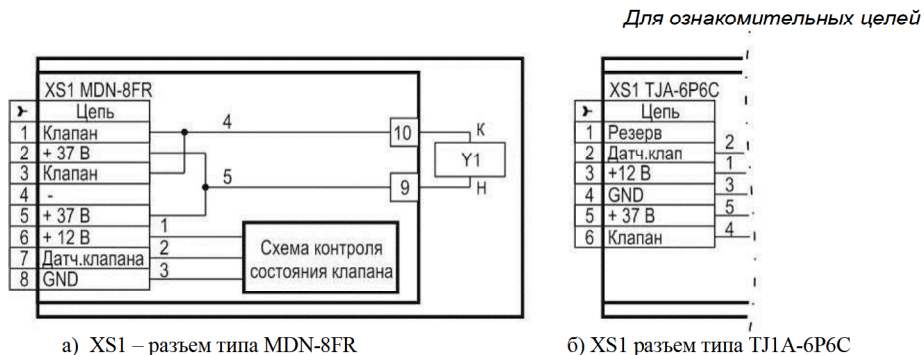 Для ознакомительных целей
XS1 MDN-8FR
Цепь
1 Клапан
2 + 37 В
3 Клапан
4 -
5 + 37 В
6 + 12 В
7 Датч.клапана
8 GND
4
5
1
2
3
10
9
К
Y1
Н
Схема контроля
состояния клапана
а) XS1 – разъем типа MDN-8FR
XS1 TJA-6P6C
Цепь
1 Резерв
2 Датч.клап 2
3 +12 В 1
4 GND 3
5 + 37 В 5
6 Клапан 4
б) XS1 разъем типа TJ1A-6P6C